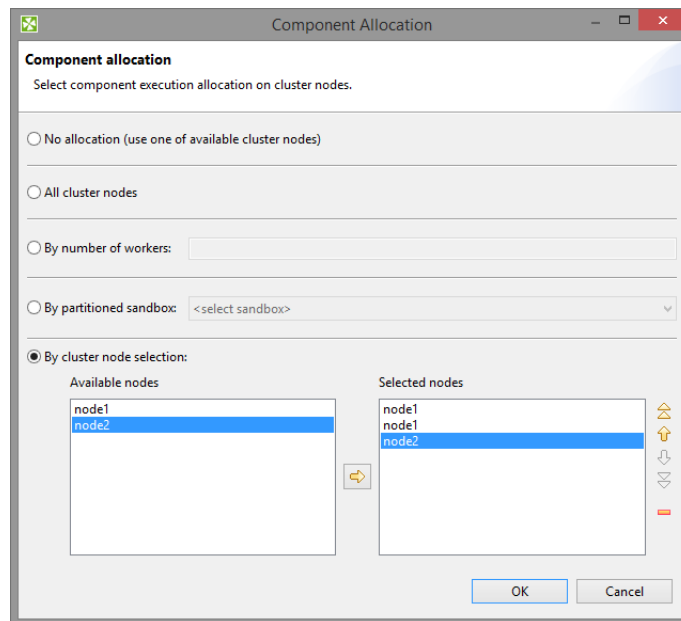 Component Allocation
Component allocation
Select component execution allocation on cluster nodes.
No allocation (use one of available cluster nodes)
All cluster nodes
By number of workers:
By partitioned sandbox: <select sandbox>
By cluster node selection:
Available nodes Selected nodes
node1 node1
node2 node1
node2
OK Cancel